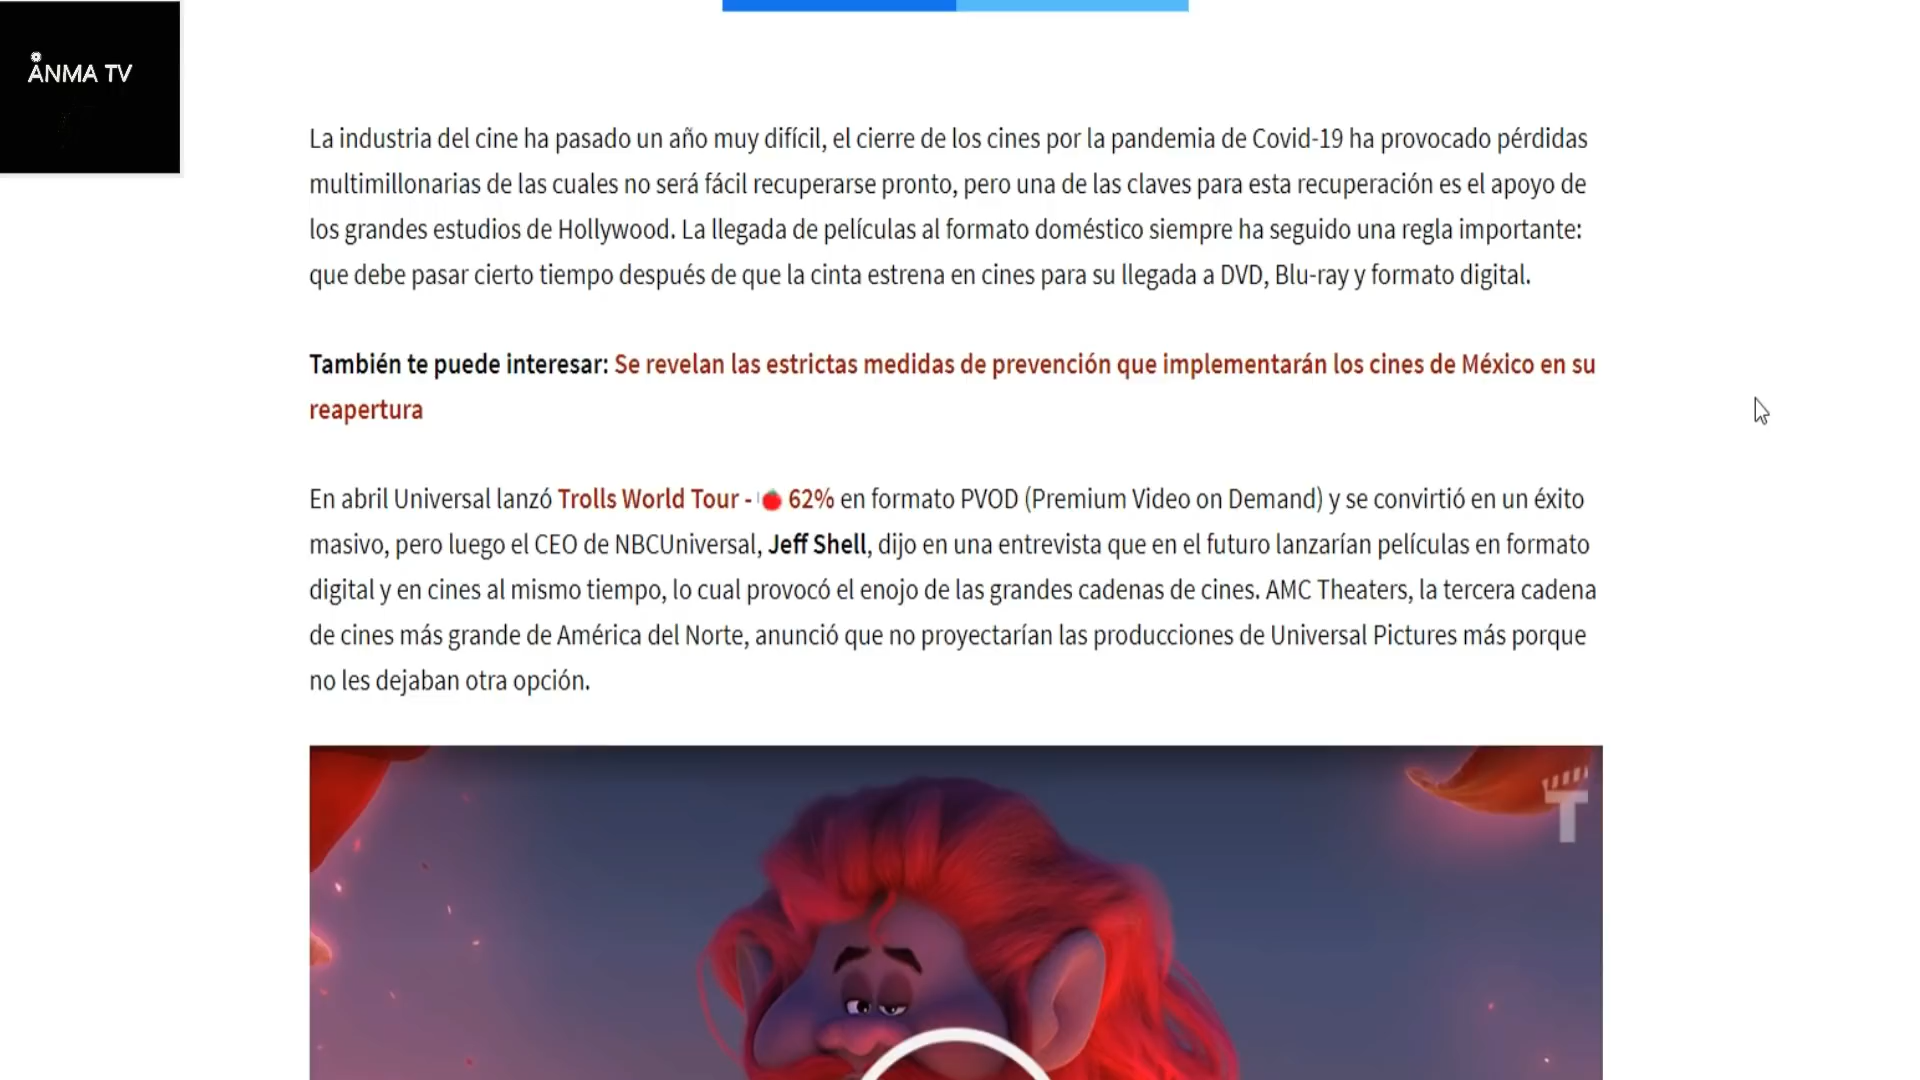 ÅNMA TV
La industria del cine ha pasado un año muy difícil, el cierre de los cines por la pandemia de Covid-19 ha provocado pérdidas
multimillonarias de las cuales no será fácil recuperarse pronto, pero una de las claves para esta recuperación es el apoyo de
los grandes estudios de Hollywood. La llegada de películas al formato doméstico siempre ha seguido una regla importante:
que debe pasar cierto tiempo después de que la cinta estrena en cines para su llegada a DVD, Blu-ray y formato digital.
También te puede interesar: Se revelan las estrictas medidas de prevención que implementarán los cines de México en su
reapertura
En abril Universal lanzó Trolls World Tour - 🍅 62% en formato PVOD (Premium Video on Demand) y se convirtió en un éxito
masivo, pero luego el CEO de NBCUniversal, Jeff Shell, dijo en una entrevista que en el futuro lanzarían películas en formato
digital y en cines al mismo tiempo, lo cual provocó el enojo de las grandes cadenas de cines. AMC Theaters, la tercera cadena
de cines más grande de América del Norte, anunció que no proyectarían las producciones de Universal Pictures más porque
no les dejaban otra opción.
T